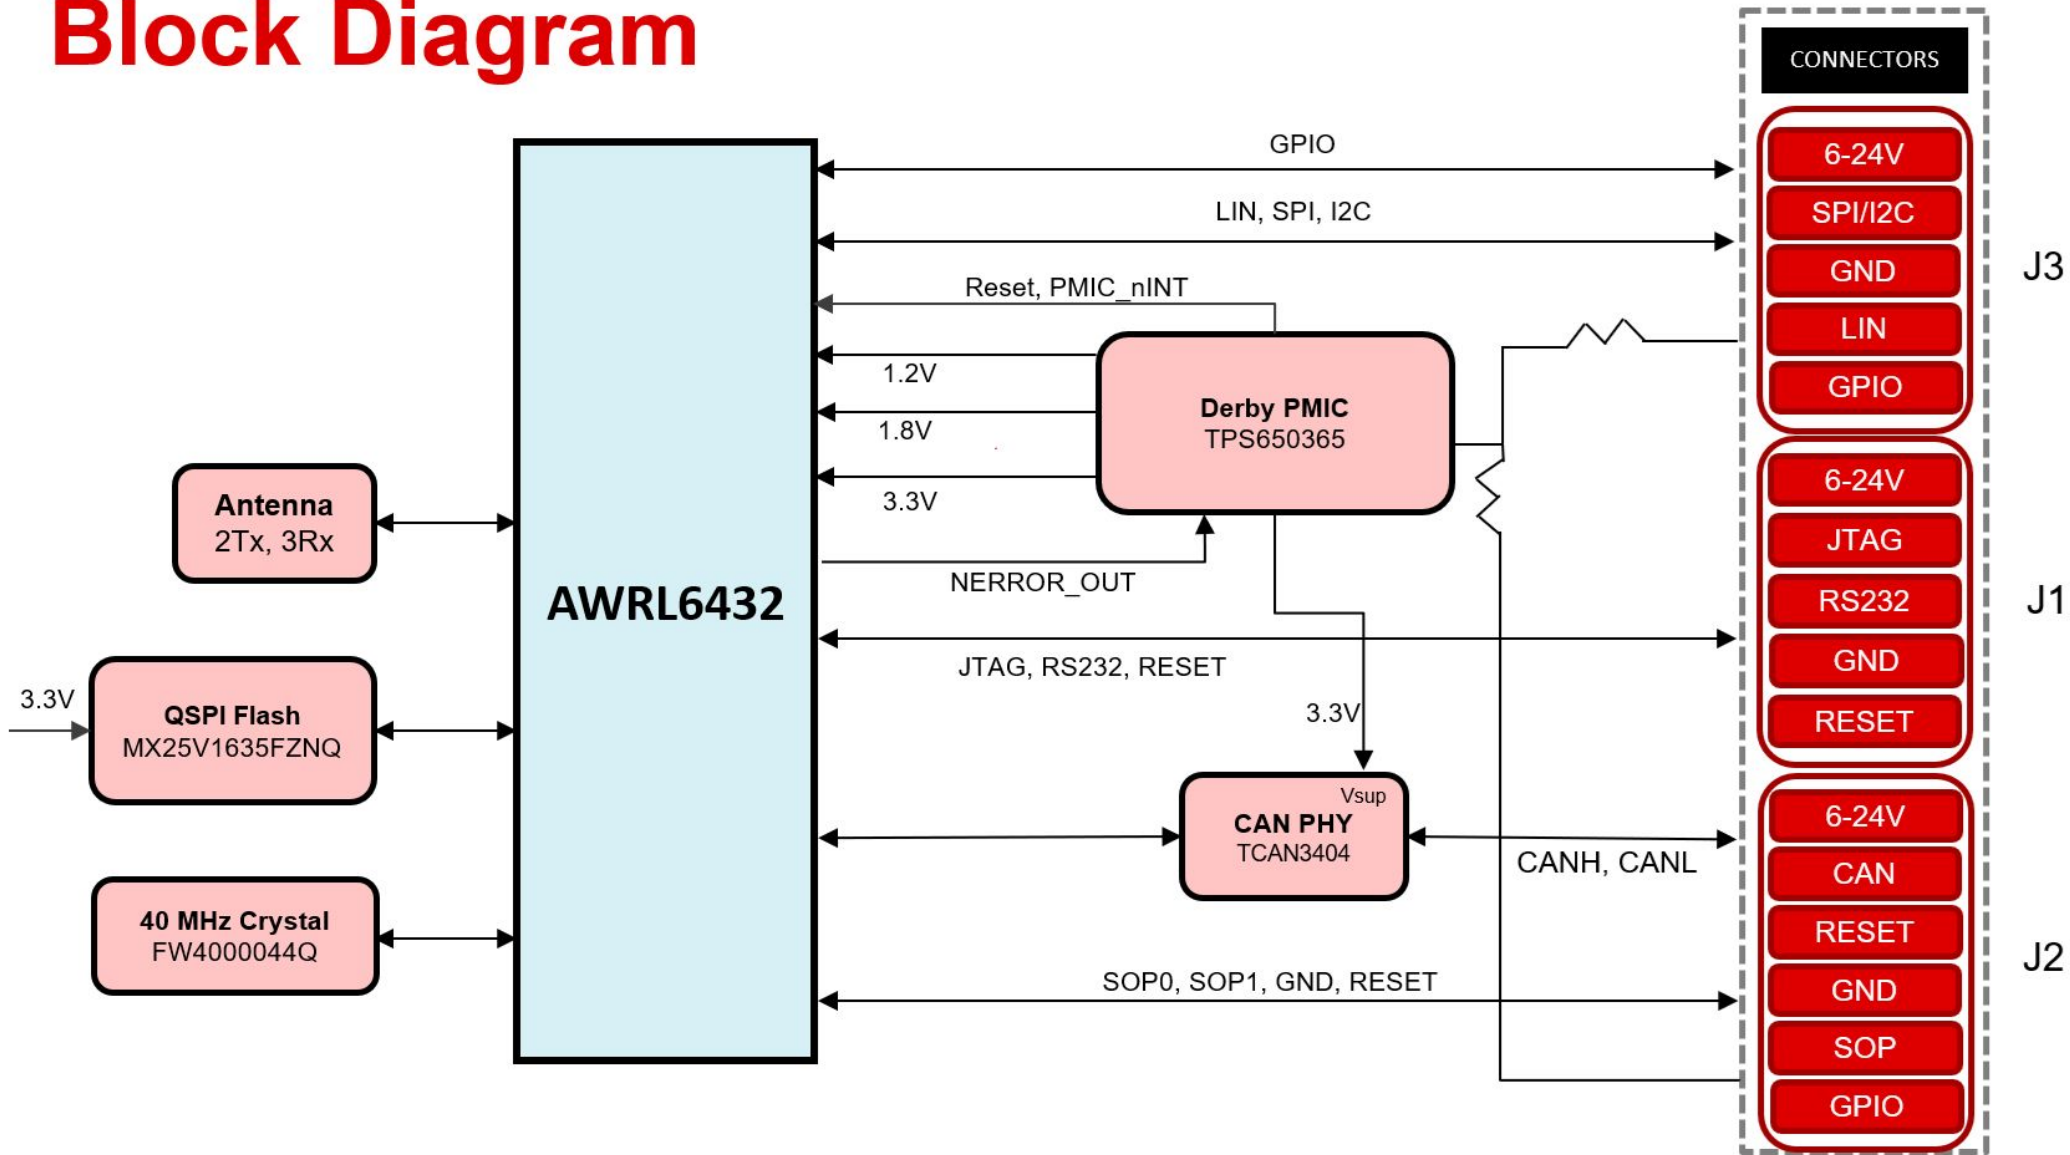 Block Diagram
CONNECTORS
GPIO
LIN, SPI, I2C
Reset, PMIC_nINT
1.2V
1.8V
3.3V
Derby PMIC
TPS650365
NERROR_OUT
JTAG, RS232, RESET
3.3V
Antenna
2Tx, 3Rx
AWRL6432
3.3V
QSPI Flash
MX25V1635FZNQ
40 MHz Crystal
FW4000044Q
Vsup
CAN PHY
TCAN3404
CANH, CANL
SOP0, SOP1, GND, RESET
6-24V
SPI/I2C
GND
LIN
GPIO
J3
6-24V
JTAG
RS232
GND
RESET
J1
6-24V
CAN
RESET
GND
SOP
GPIO
J2